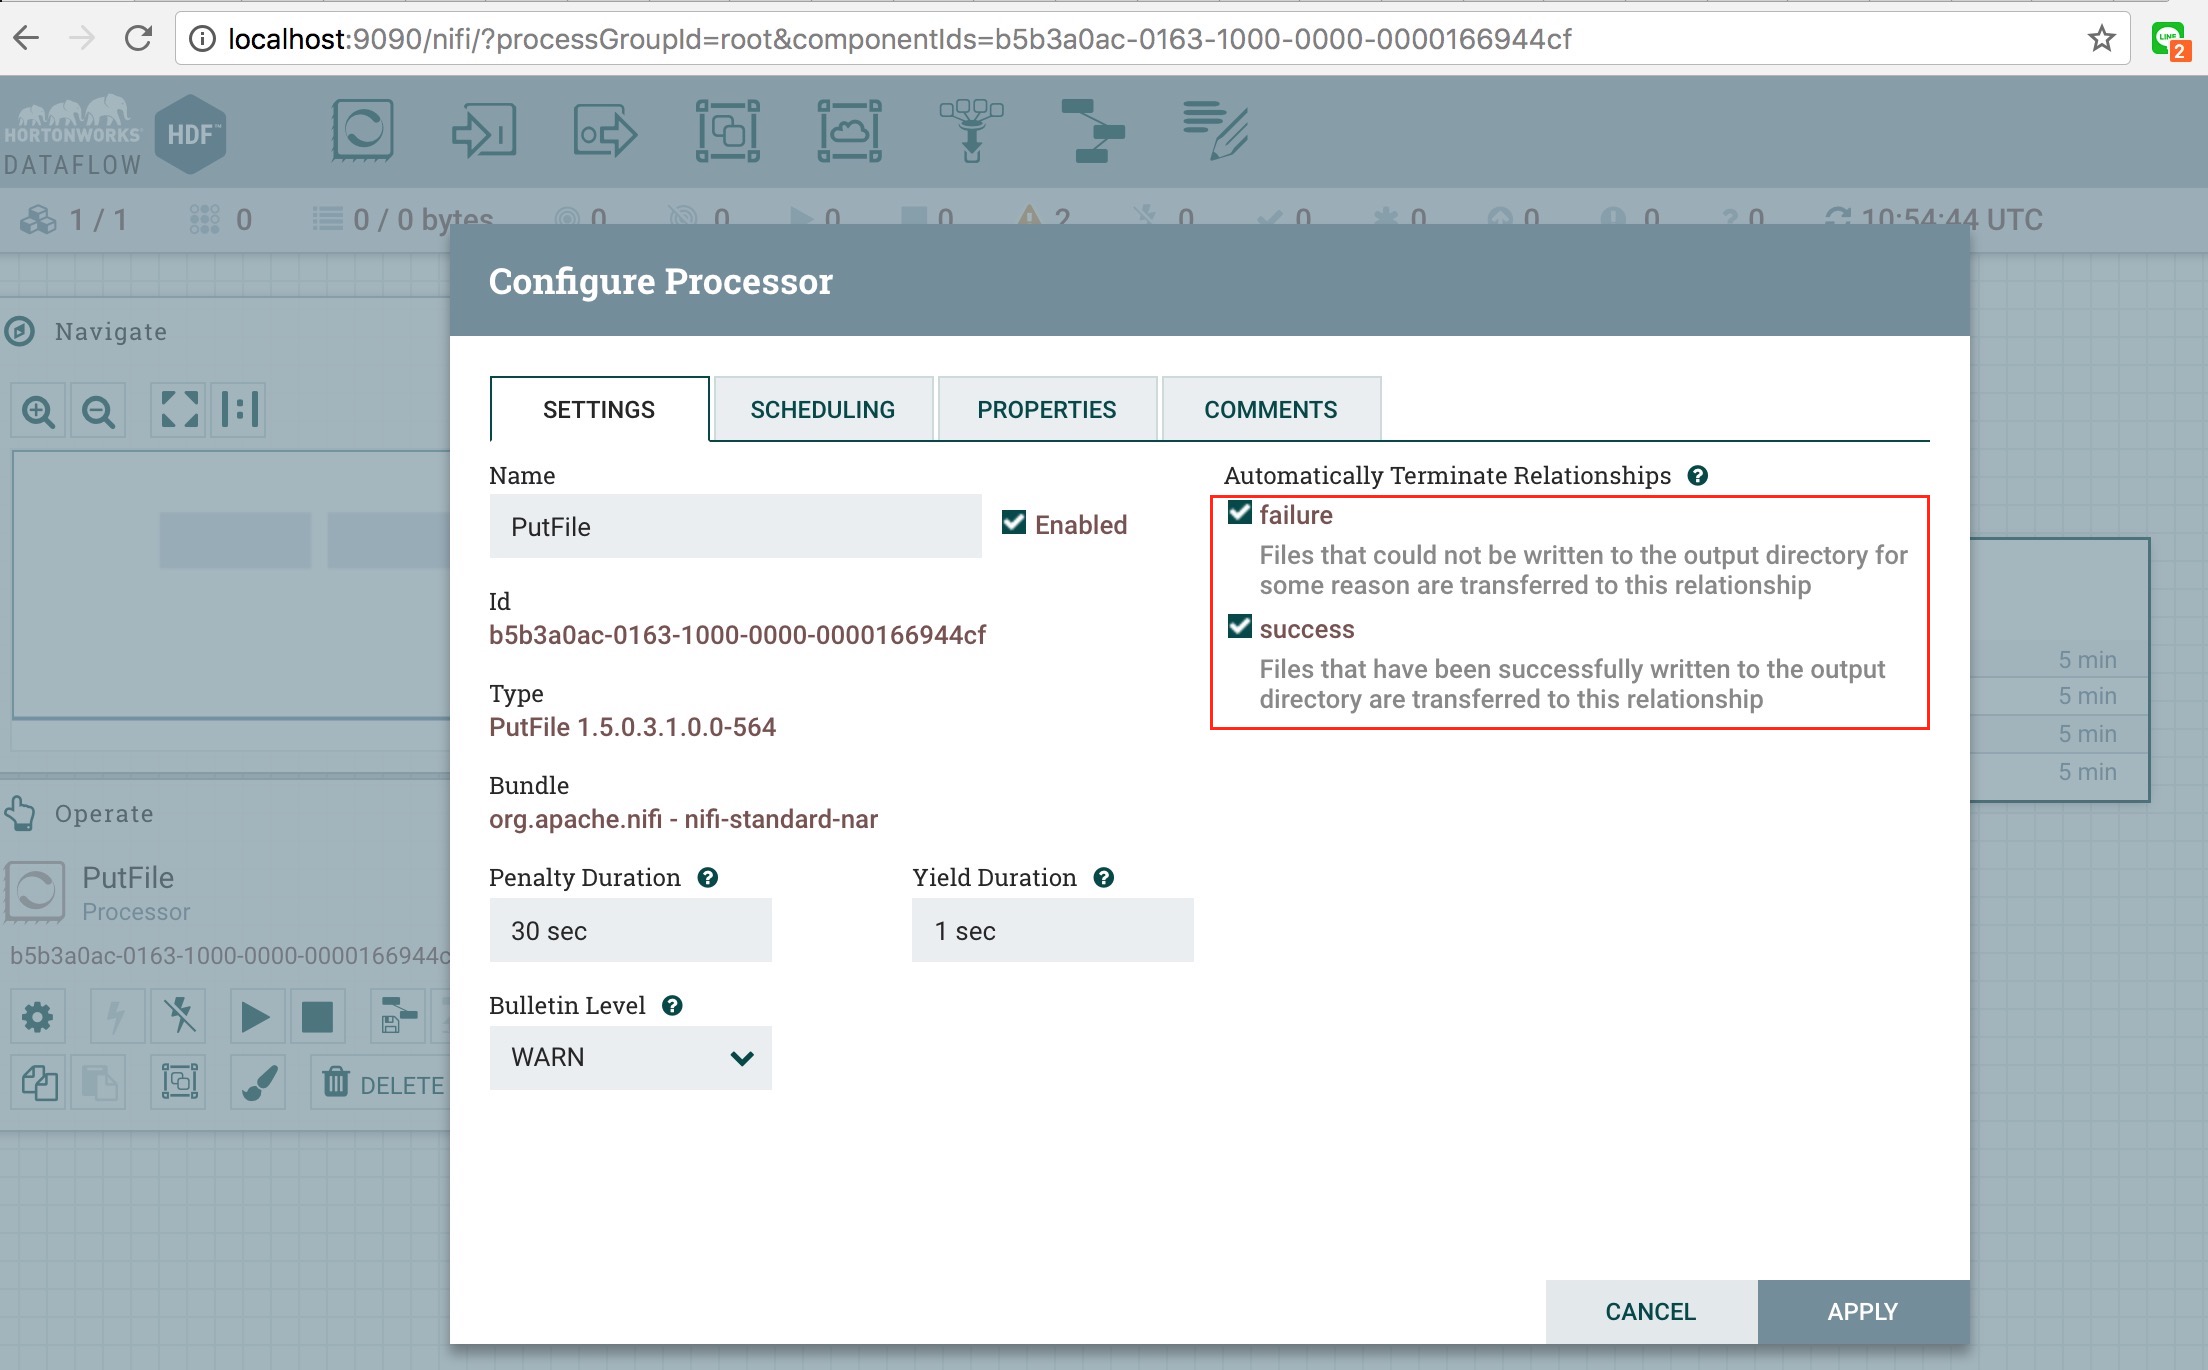 localhost:9090/nifi/?processGroupId=root&componentIds=b5b3a0ac-0163-1000-0000-0000166944cf
LINE
2
HORTONWORKS
DATAFLOW
HDF™
1 / 1
0
0 / 0 bytes
0
0
0
0
2
0
0
0
0
0
0
10:54:44 UTC
Configure Processor
Navigate
SETTINGS
SCHEDULING
PROPERTIES
COMMENTS
Name
PutFile
Enabled
Id
b5b3a0ac-0163-1000-0000-0000166944cf
Type
PutFile 1.5.0.3.1.0.0-564
Bundle
org.apache.nifi - nifi-standard-nar
Penalty Duration
30 sec
Yield Duration
1 sec
Bulletin Level
WARN
Automatically Terminate Relationships
failure
Files that could not be written to the output directory for
some reason are transferred to this relationship
success
Files that have been successfully written to the output
directory are transferred to this relationship
5 min
5 min
5 min
5 min
Operate
PutFile
Processor
b5b3a0ac-0163-1000-0000-0000166944c
DELETE
CANCEL
APPLY